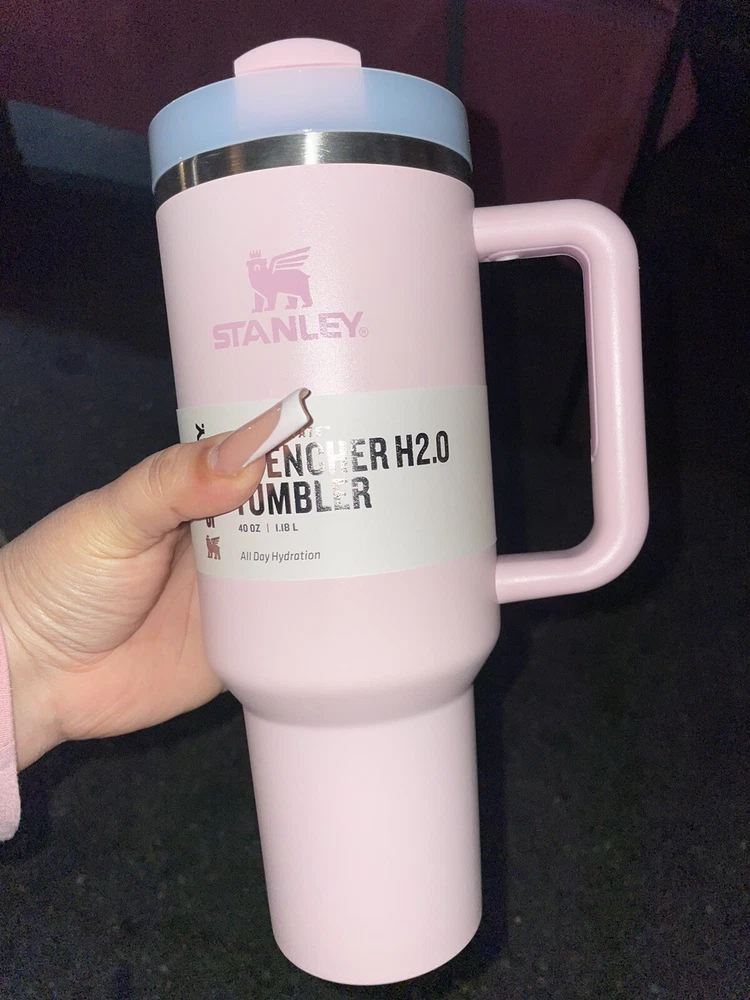 STANLEY®
ENCHER H2.0
TUMBLER
40 OZ | 1.18 L
All Day Hydration